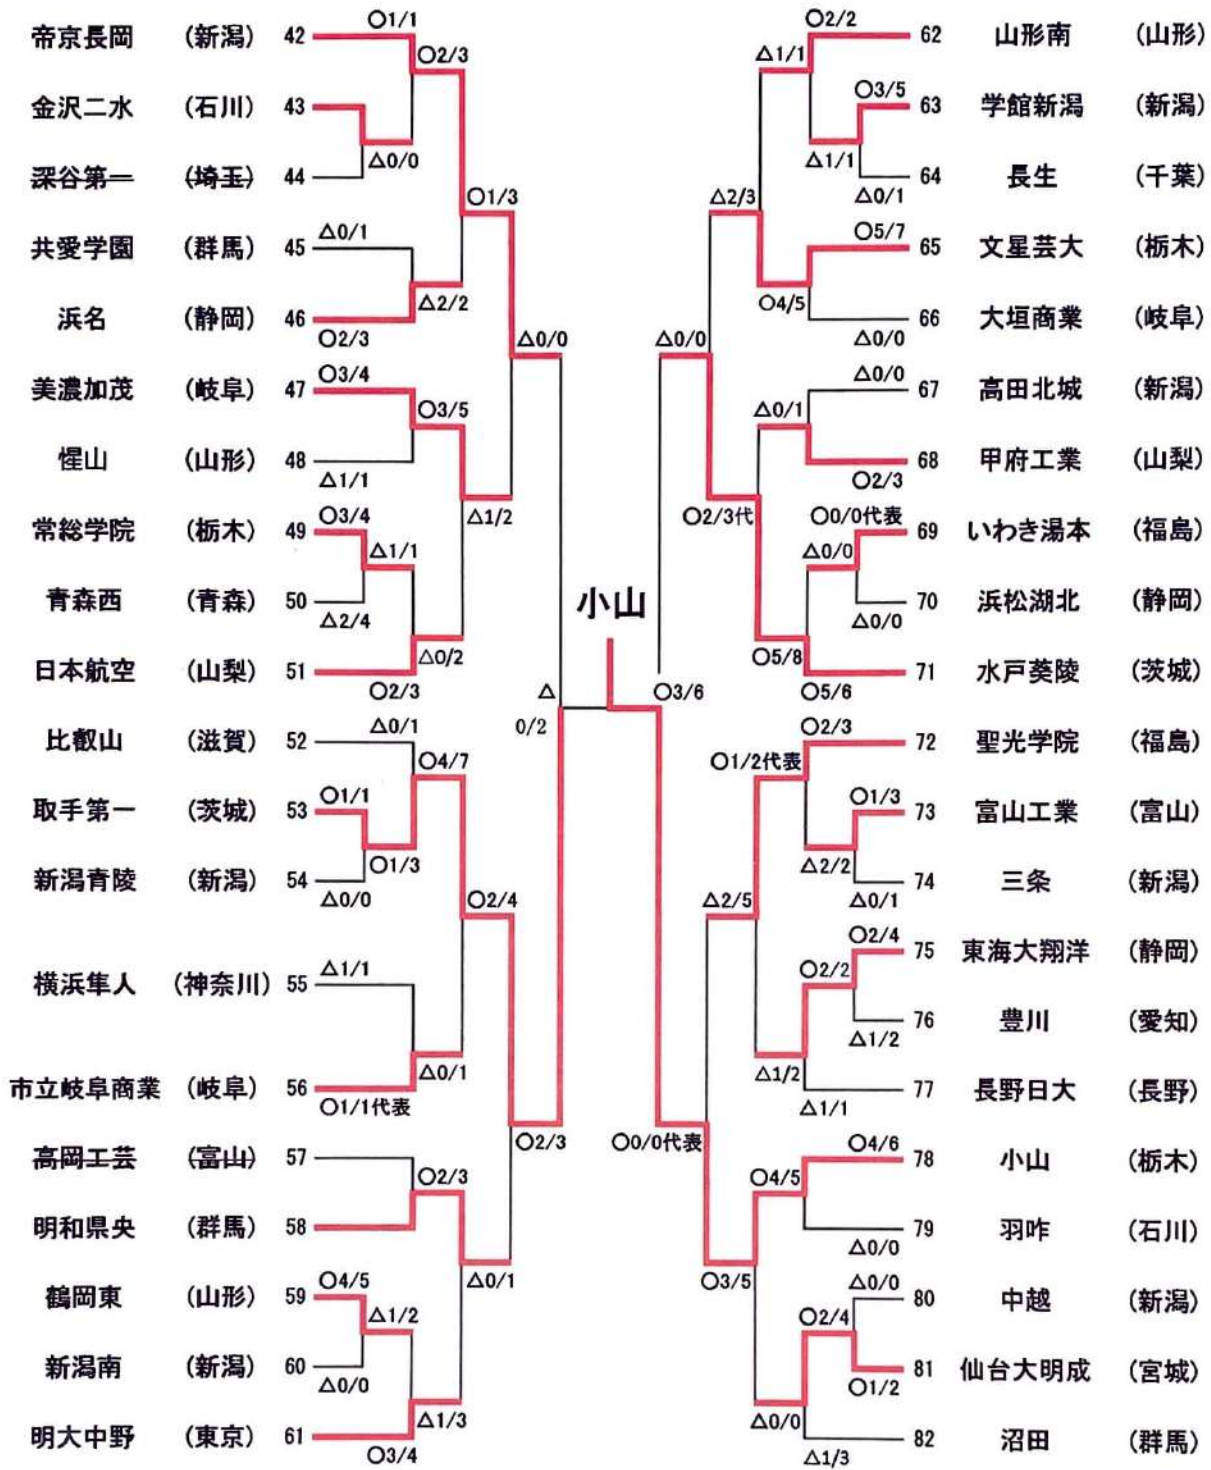 帝京長岡 (新潟) 42
○1/1
○2/3
金沢二水 (石川) 43
△0/0
深谷第一 (埼玉) 44
○1/3
共愛学園 (群馬) 45
△0/1
△2/2
浜名 (静岡) 46
○2/3
△0/0
美濃加茂 (岐阜) 47
○3/4
○3/5
惺山 (山形) 48
△1/1
△1/2
常総学院 (栃木) 49
○3/4
△1/1
青森西 (青森) 50
△2/4
△0/2
日本航空 (山梨) 51
○2/3
△
0/2
比叡山 (滋賀) 52
△0/1
○4/7
取手第一 (茨城) 53
○1/1
○1/3
新潟青陵 (新潟) 54
△0/0
○2/4
横浜隼人 (神奈川) 55
△1/1
△0/1
市立岐阜商業 (岐阜) 56
○1/1代表
○2/3
高岡工芸 (富山) 57
○2/3
明和県央 (群馬) 58
△0/1
鶴岡東 (山形) 59
○4/5
△1/2
新潟南 (新潟) 60
△0/0
△1/3
明大中野 (東京) 61
○3/4
小山
○2/2
62 山形南 (山形)
△1/1
○3/5
63 学館新潟 (新潟)
△1/1
64 長生 (千葉)
△0/1
△2/3
○5/7
65 文星芸大 (栃木)
○4/5
66 大垣商業 (岐阜)
△0/0
△0/0
△0/0
67 高田北城 (新潟)
△0/1
68 甲府工業 (山梨)
○2/3
○2/3代
○0/0代表
69 いわき湯本 (福島)
△0/0
70 浜松湖北 (静岡)
△0/0
○5/8
71 水戸葵陵 (茨城)
○5/6
○3/6
○2/3
72 聖光学院 (福島)
○1/2代表
○1/3
73 富山工業 (富山)
△2/2
74 三条 (新潟)
△0/1
△2/5
○2/4
75 東海大翔洋 (静岡)
○2/2
76 豊川 (愛知)
△1/2
△1/2
77 長野日大 (長野)
△1/1
○0/0代表
○4/6
78 小山 (栃木)
○4/5
79 羽咋 (石川)
△0/0
○3/5
△0/0
80 中越 (新潟)
○2/4
81 仙台大明成 (宮城)
○1/2
△0/0
82 沼田 (群馬)
△1/3